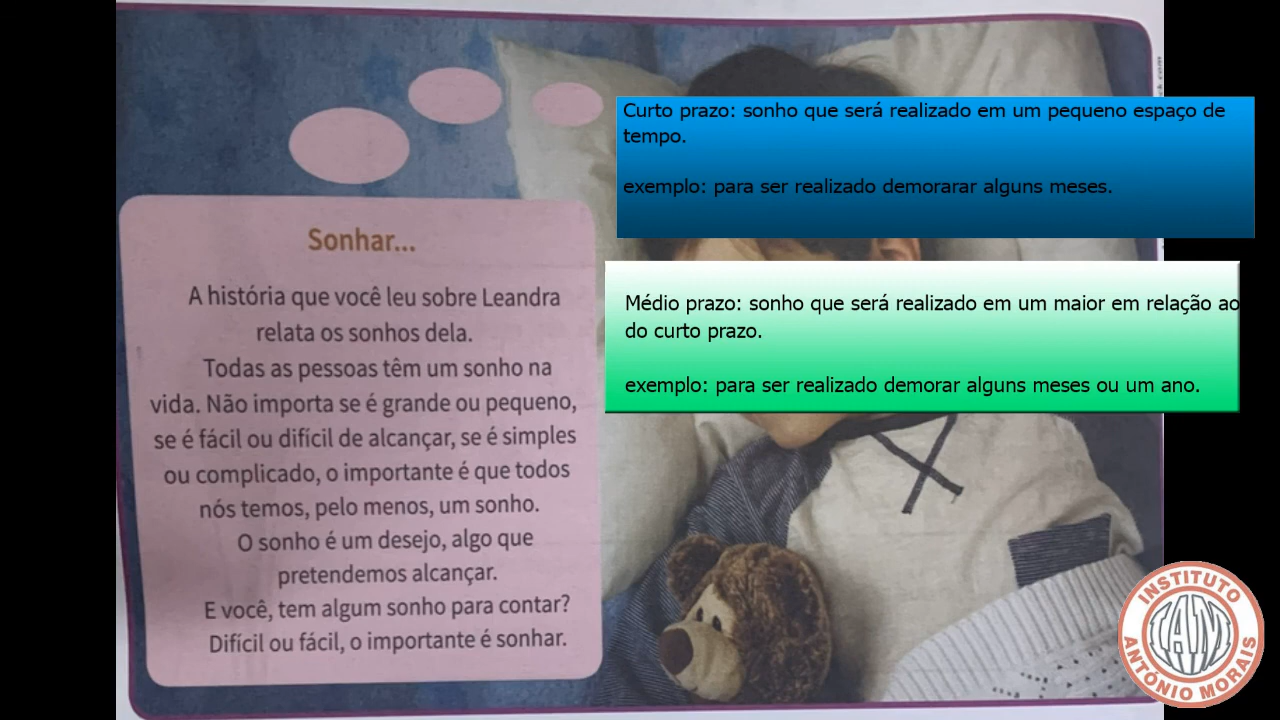 Sonhar...
A história que você leu sobre Leandra
relata os sonhos dela.
Todas as pessoas têm um sonho na
vida. Não importa se é grande ou pequeno,
se é fácil ou difícil de alcançar, se é simples
ou complicado, o importante é que todos
nós temos, pelo menos, um sonho.
O sonho é um desejo, algo que
pretendemos alcançar.
E você, tem algum sonho para contar?
Difícil ou fácil, o importante é sonhar.
Curto prazo: sonho que será realizado em um pequeno espaço de
tempo.
exemplo: para ser realizado demorarar alguns meses.
Médio prazo: sonho que será realizado em um maior em relação ao
do curto prazo.
exemplo: para ser realizado demorar alguns meses ou um ano.
INSTITUTO
IAM
ANTÓNIO MORAIS